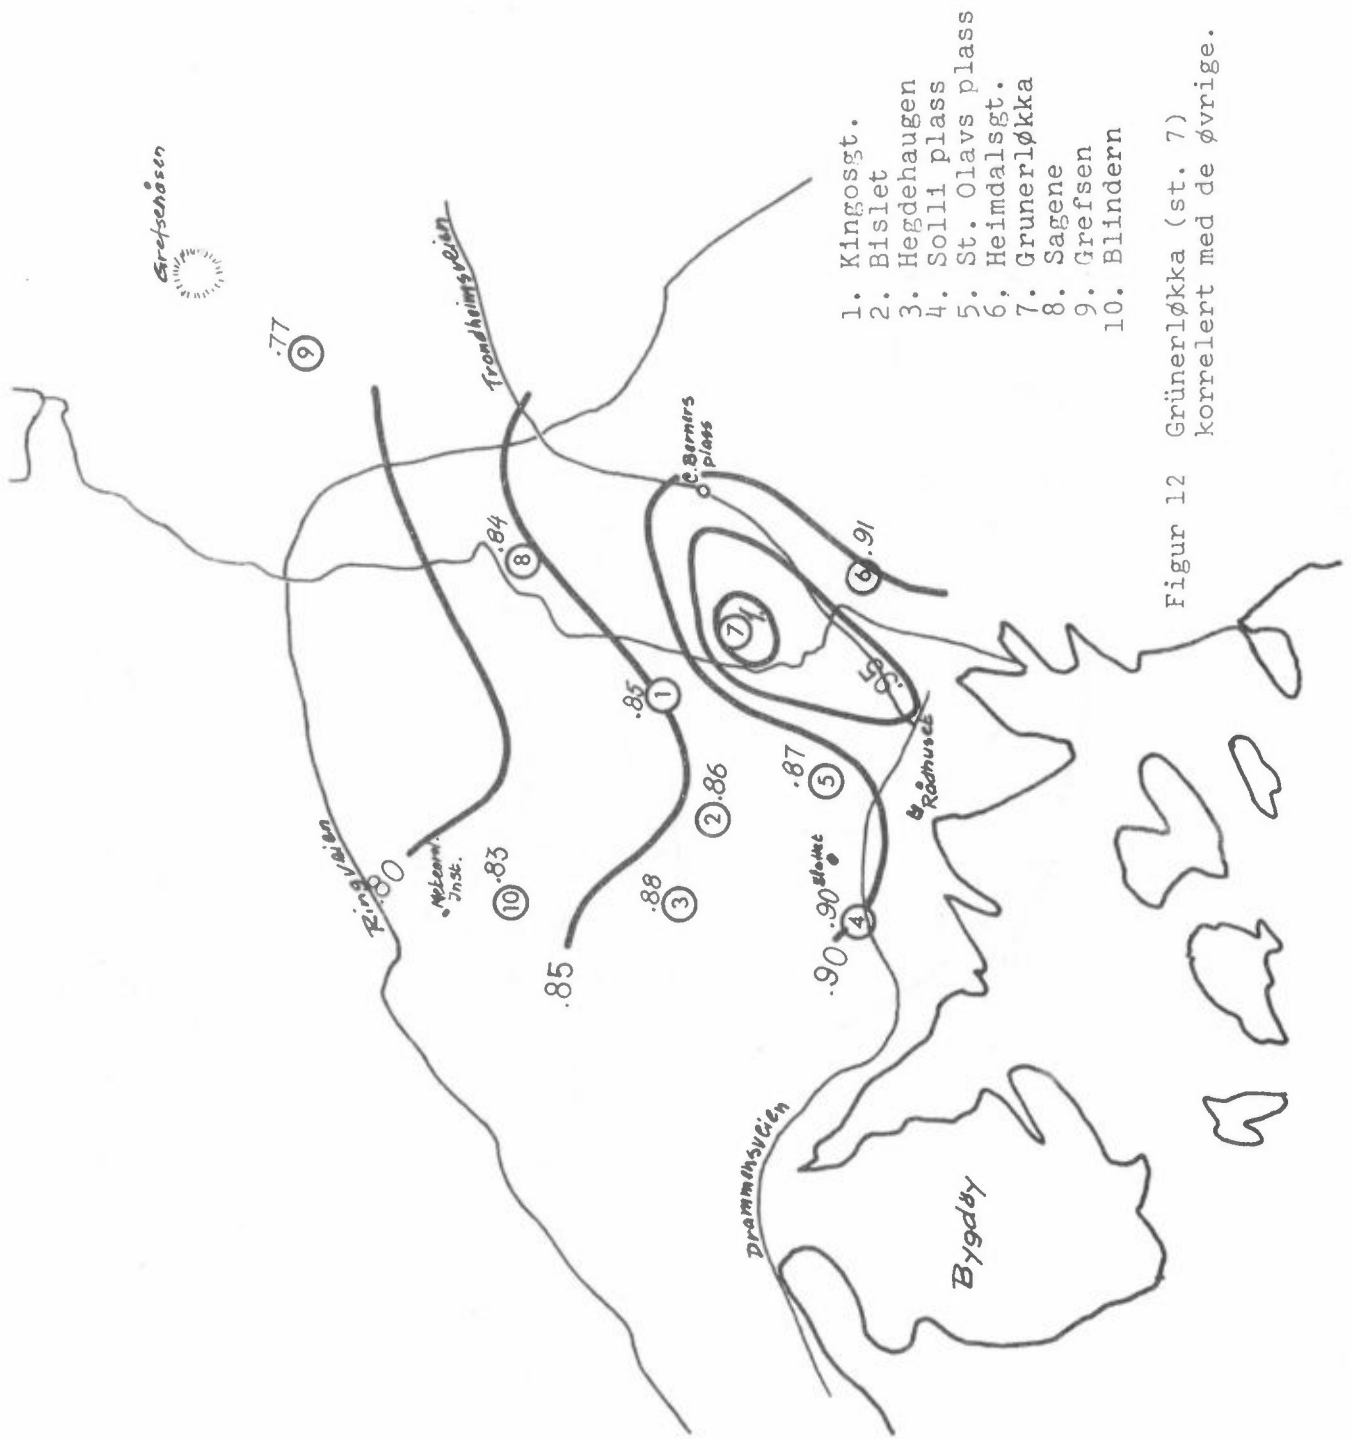 Grefsenåsen
.77
9
Trondheimsveien
Ringveien
.80
Meteorol.
Inst.
.83
10
.84
8
C. Berners
plass
.85
1
.85
.86
2
.88
3
.87
5
7
1.
.91
6
.95
Slottet
.90
.90
4
Rådhuset
Drammensveien
Bygdøy
1. Kingosgt.
2. Bislet
3. Hegdehaugen
4. Solli plass
5. St. Olavs plass
6, Heimdalsgt.
7. Grunerløkka
8. Sagene
9. Grefsen
10. Blindern
Figur 12 Grünerløkka (st. 7)
korrelert med de øvrige.